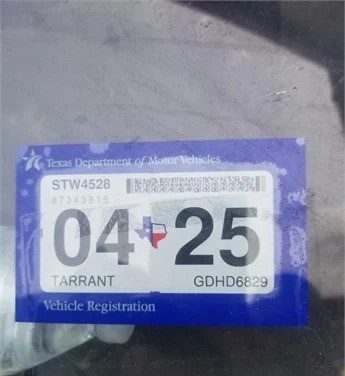 Texas Department of Motor Vehicles
STW4528
87343815
04 25
TARRANT GDHD6829
Vehicle Registration